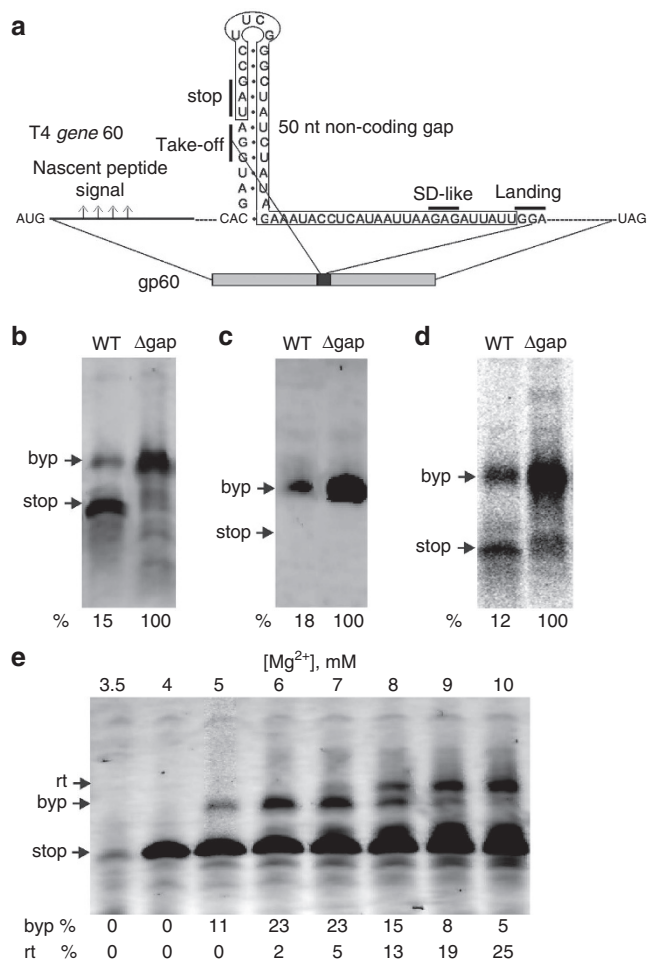 a
U C
U G
C • G
C • G
G • C
A • U
U • A
A • U
G • C
G • U
U • A
A • U
G A
stop
Take-off
50 nt non-coding gap
T4 gene 60
Nascent peptide
signal
SD-like
Landing
AUG CAC • GAAAUACCUCAUAAUUAAGAGAUUAUUGGA UAG
gp60
b
WT Δgap
byp
stop
% 15 100
c
WT Δgap
byp
stop
% 18 100
d
WT Δgap
byp
stop
% 12 100
e
[Mg2+], mM
3.5 4 5 6 7 8 9 10
rt
byp
stop
byp % 0 0 11 23 23 15 8 5
rt % 0 0 0 2 5 13 19 25